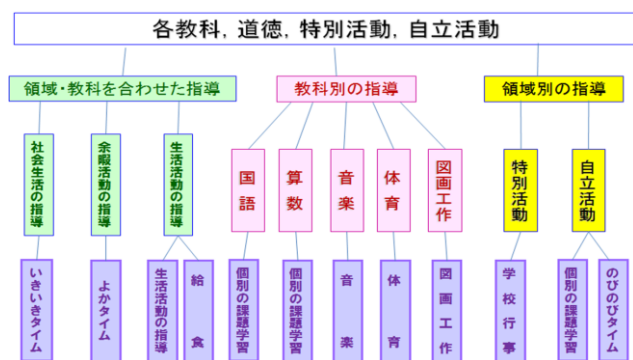 各教科，道徳，特別活動，自立活動
領域・教科を合わせた指導
教科別の指導
領域別の指導
社会生活の指導
余暇活動の指導
生活活動の指導
国語
算数
音楽
体育
図画工作
特別活動
自立活動
いきいきタイム
よかタイム
生活活動の指導
給食
個別の課題学習
個別の課題学習
音楽
体育
図画工作
学校行事
個別の課題学習
のびのびタイム